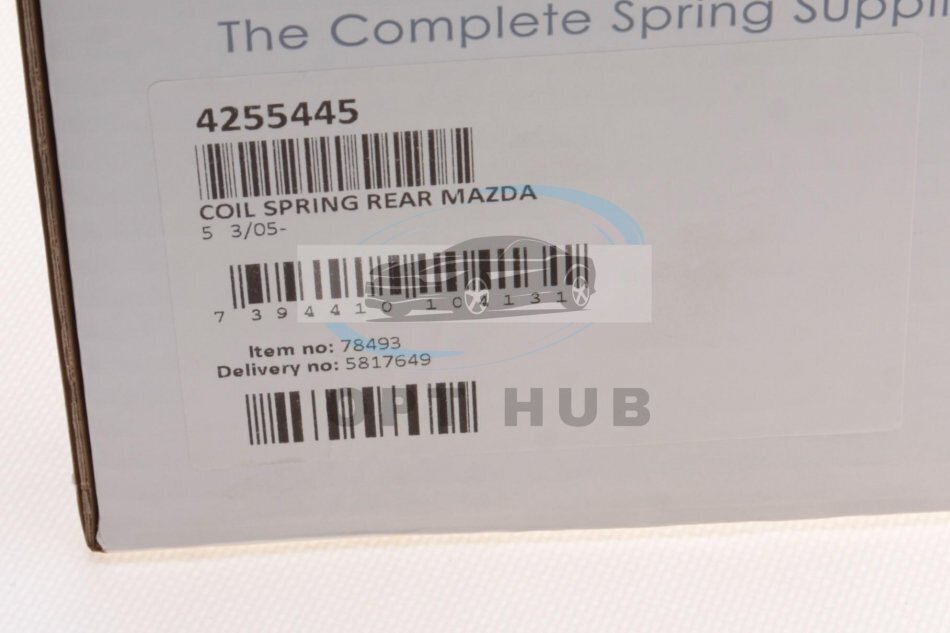 The Complete Spring Suppli
4255445
COIL SPRING REAR MAZDA
5 3/05-
7 394410 104131
Item no: 78493
Delivery no: 5817649
OPT HUB